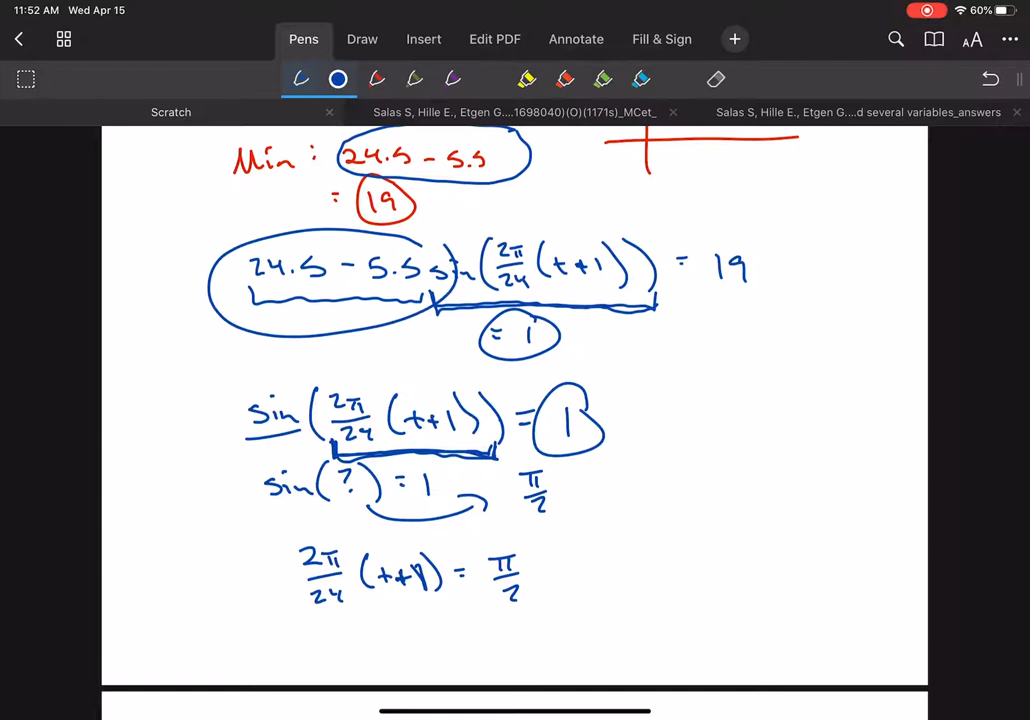 11:52 AM Wed Apr 15
60%
Pens Draw Insert Edit PDF Annotate Fill & Sign
Scratch
Salas S, Hille E., Etgen G....1698040)(O)(1171s)_MCet_
Salas S, Hille E., Etgen G....d several variables_answers
Min : 24.5 - 5.5
= 19
24.5 - 5.5 sin(2π/24 (t+1)) = 19
= 1
sin(2π/24 (t+1)) = 1
sin(?) = 1 π/2
2π/24 (t+1) = π/2